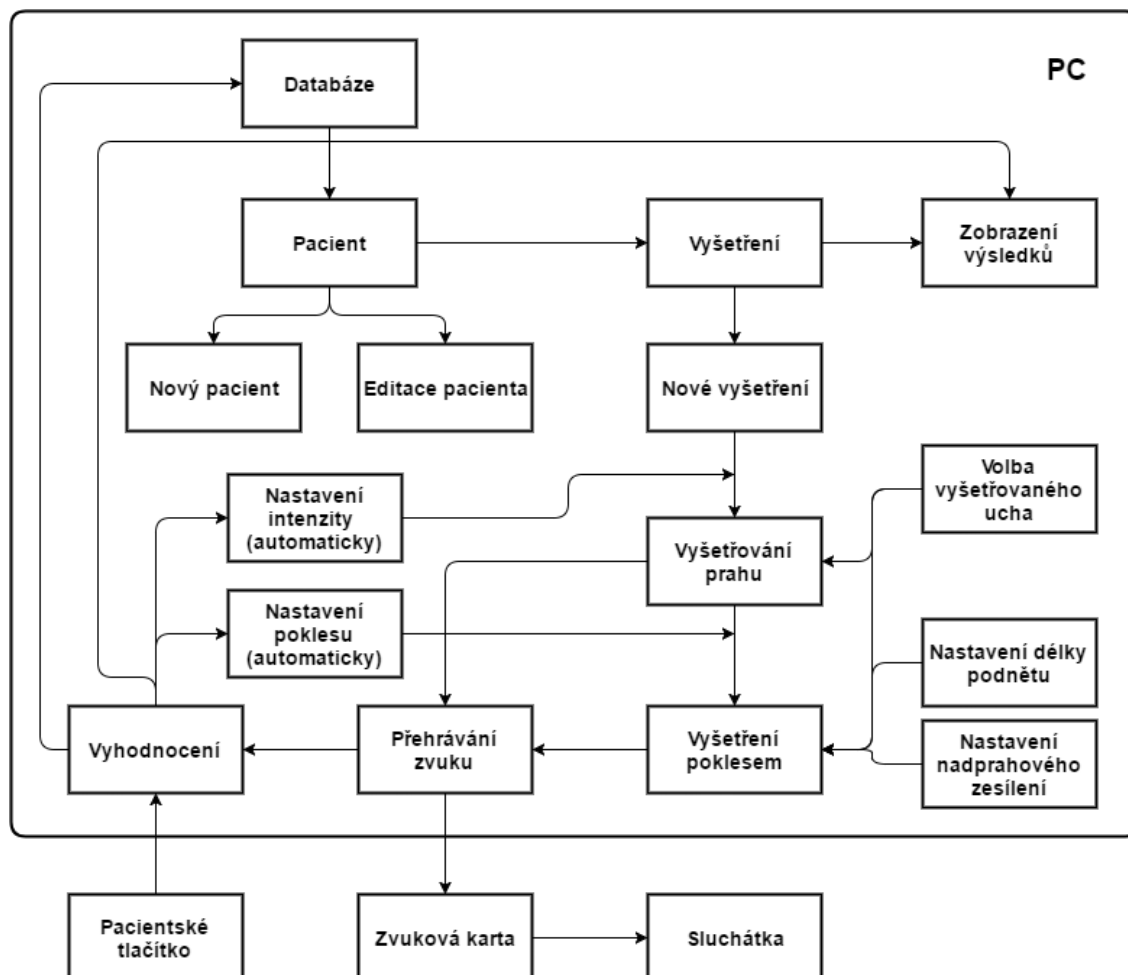 PC
Databáze
Pacient
Vyšetření
Zobrazení
výsledků
Nový pacient
Editace pacienta
Nové vyšetření
Nastavení
intenzity
(automaticky)
Volba
vyšetřovaného
ucha
Vyšetřování
prahu
Nastavení
poklesu
(automaticky)
Nastavení délky
podnětu
Vyhodnocení
Přehrávání
zvuku
Vyšetření
poklesem
Nastavení
nadprahového
zesílení
Pacientské
tlačítko
Zvuková karta
Sluchátka